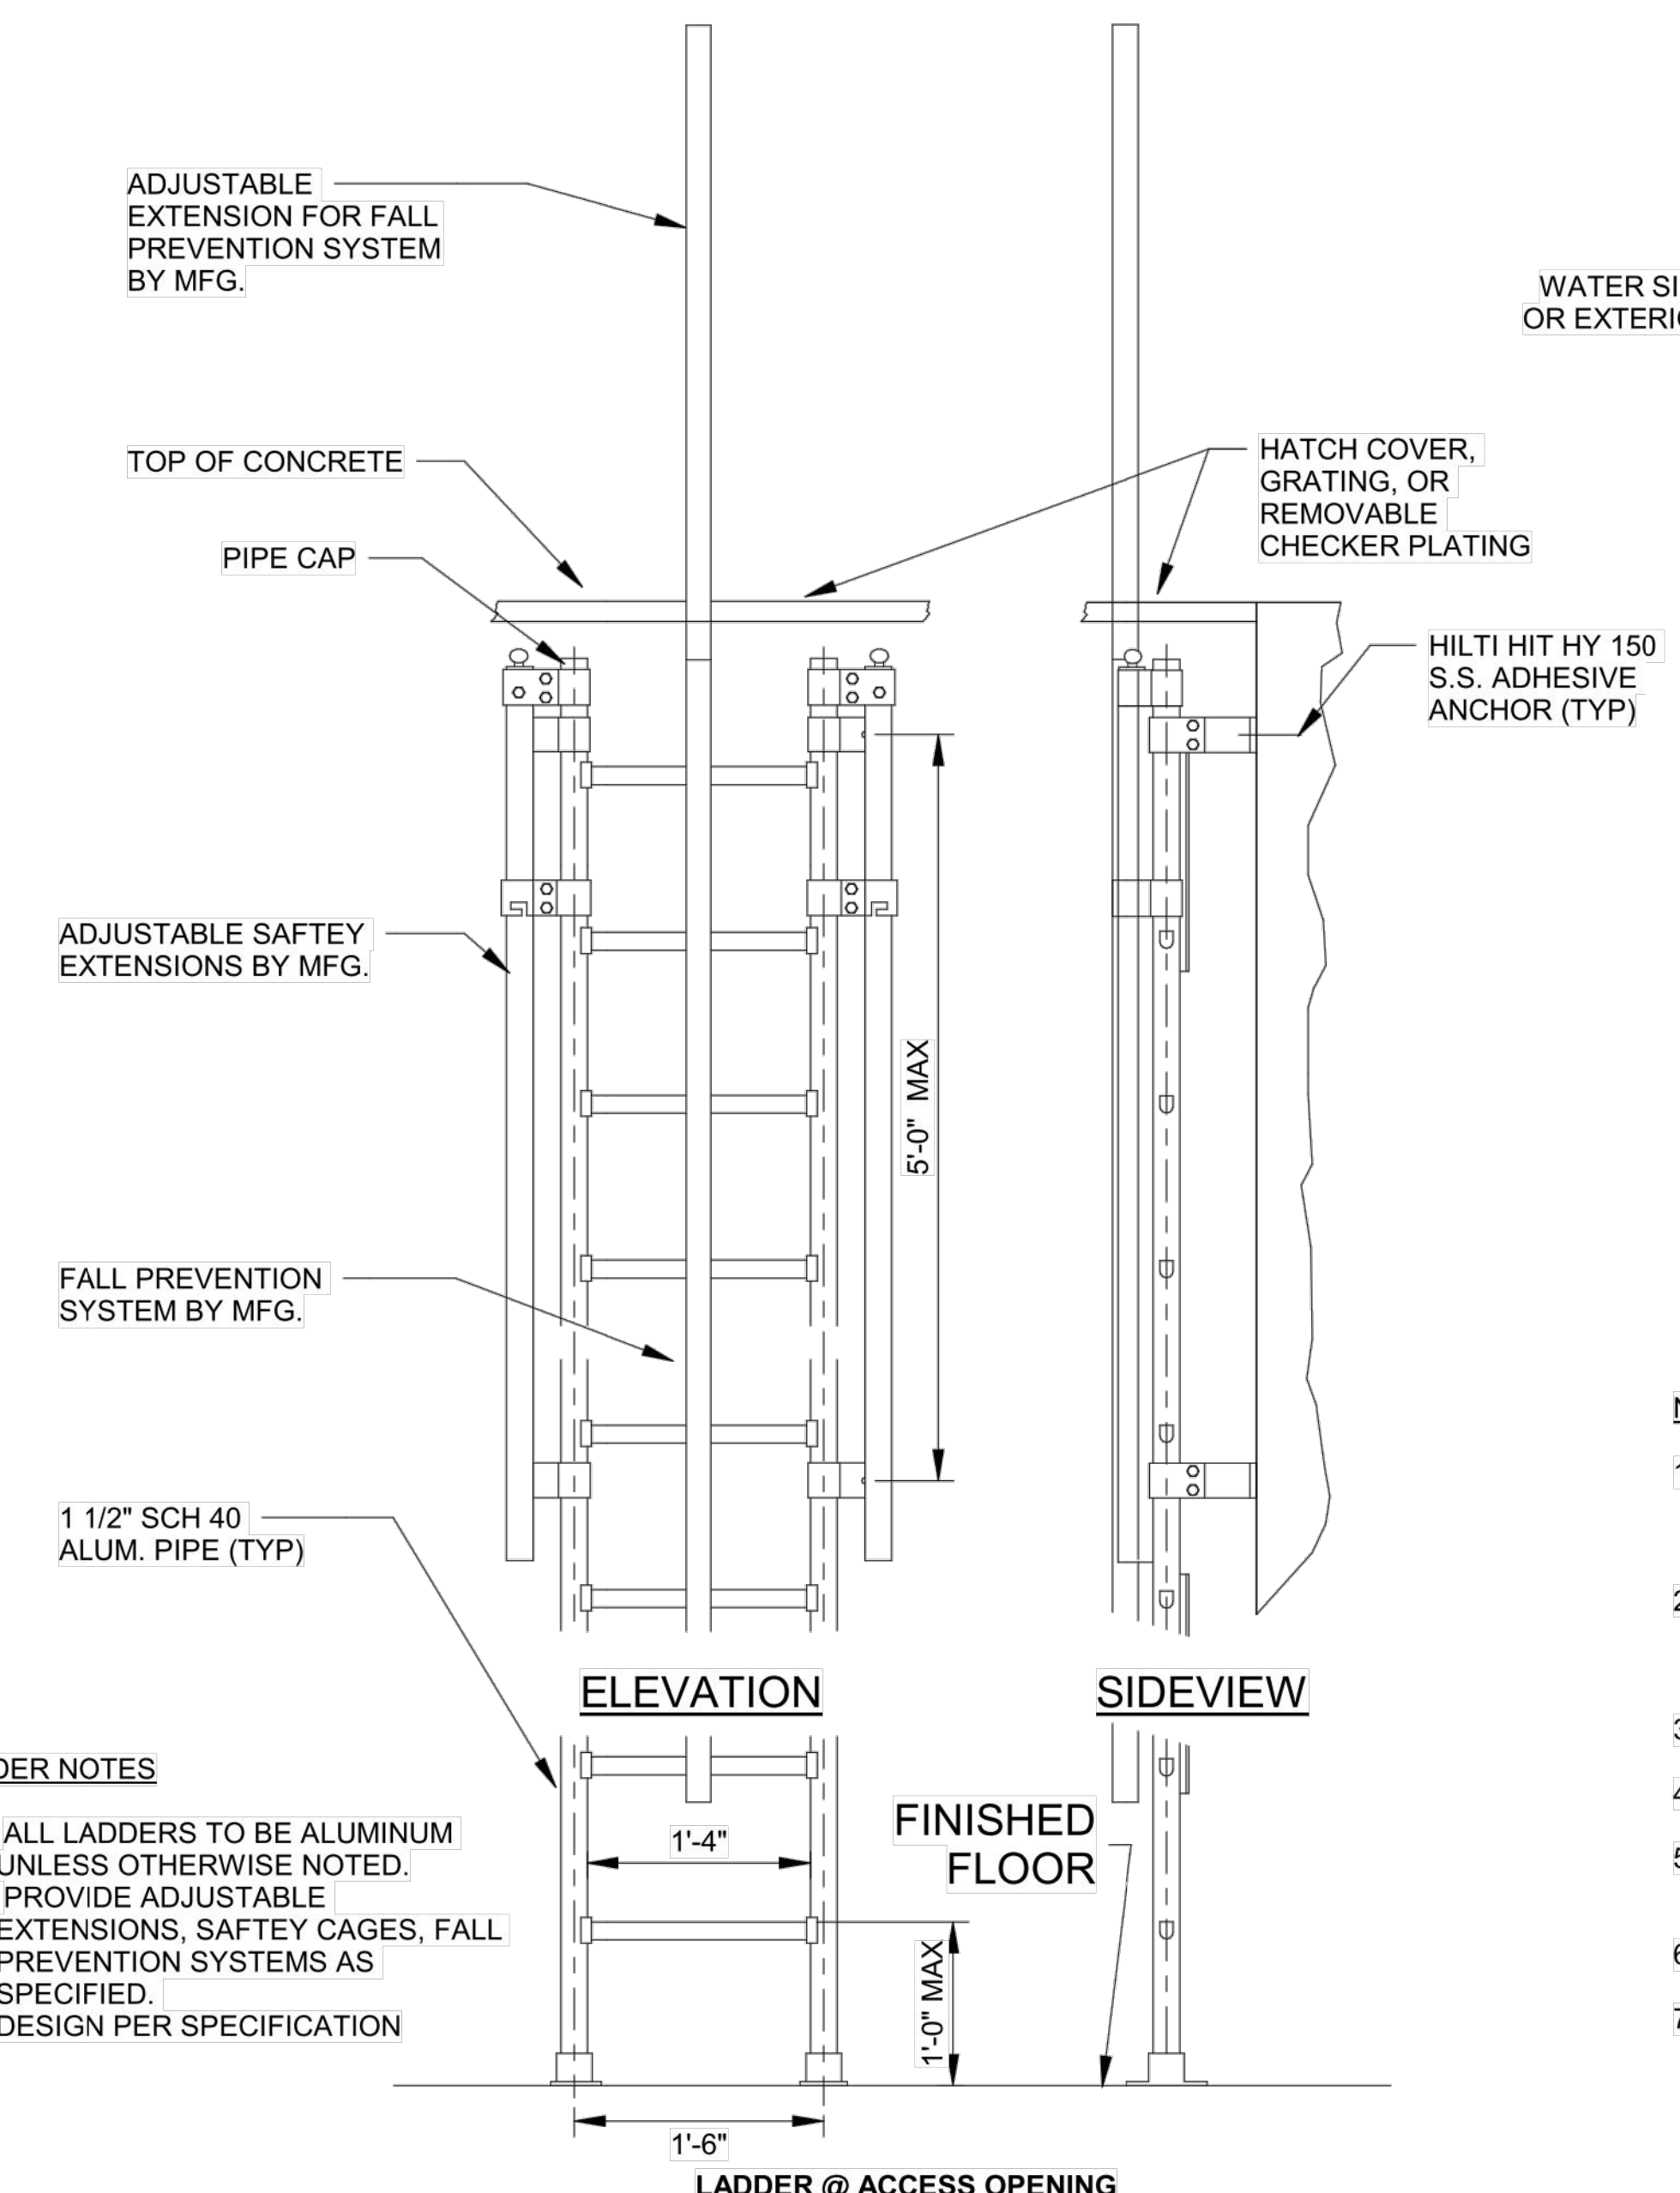 ADJUSTABLE
EXTENSION FOR FALL
PREVENTION SYSTEM
BY MFG.
WATER SI
OR EXTERI
TOP OF CONCRETE
HATCH COVER,
GRATING, OR
REMOVABLE
CHECKER PLATING
PIPE CAP
HILTI HIT HY 150
S.S. ADHESIVE
ANCHOR (TYP)
ADJUSTABLE SAFTEY
EXTENSIONS BY MFG.
5'-0" MAX
FALL PREVENTION
SYSTEM BY MFG.
1 1/2" SCH 40
ALUM. PIPE (TYP)
ELEVATION
SIDEVIEW
DER NOTES
ALL LADDERS TO BE ALUMINUM
UNLESS OTHERWISE NOTED.
PROVIDE ADJUSTABLE
EXTENSIONS, SAFTEY CAGES, FALL
PREVENTION SYSTEMS AS
SPECIFIED.
DESIGN PER SPECIFICATION
1'-4"
FINISHED
FLOOR
1'-0" MAX
1'-6"
LADDER @ ACCESS OPENING